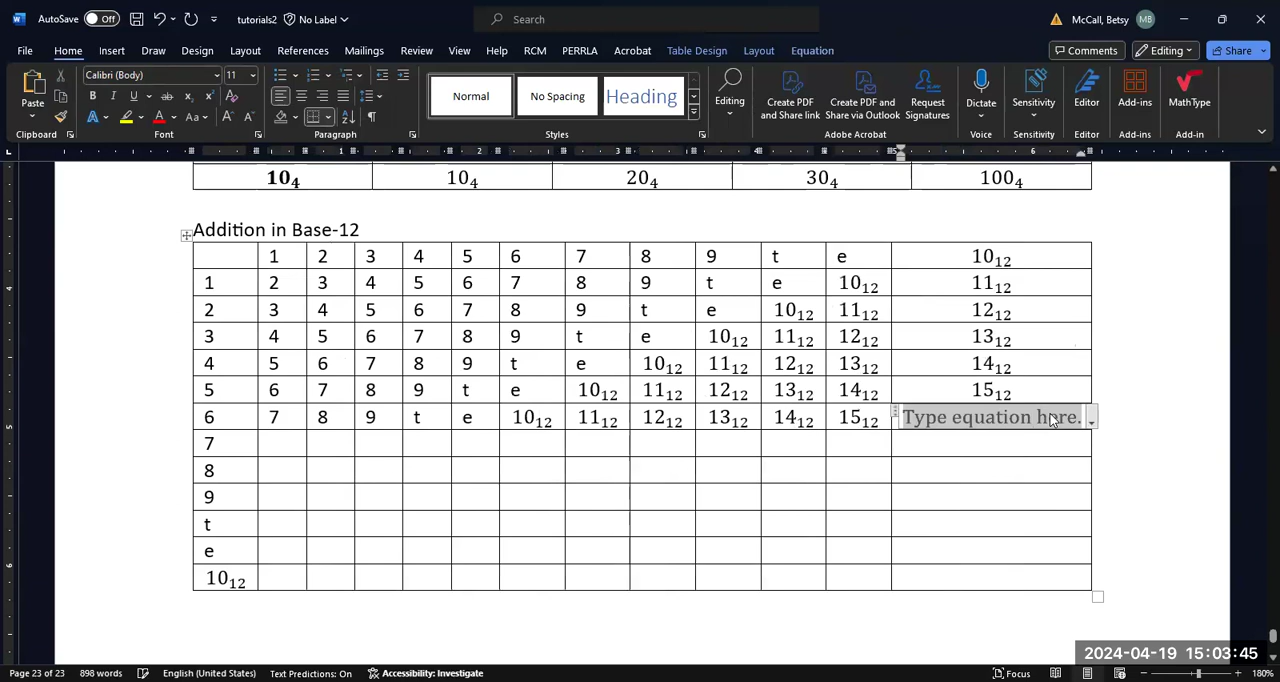 AutoSave Off tutorials2 No Label Search McCall, Betsy MB
File Home Insert Draw Design Layout References Mailings Review View Help RCM PERRLA Acrobat Table Design Layout Equation Comments Editing Share
Paste Calibri (Body) 11 Normal No Spacing Heading Editing Create PDF and Share link Create PDF and Share via Outlook Request Signatures Dictate Sensitivity Editor Add-ins MathType
Clipboard Font Paragraph Styles Adobe Acrobat Voice Sensitivity Editor Add-ins Add-in
10₄ 10₄ 20₄ 30₄ 100₄
Addition in Base-12
1 2 3 4 5 6 7 8 9 t e 10₁₂
1 2 3 4 5 6 7 8 9 t e 10₁₂ 11₁₂
2 3 4 5 6 7 8 9 t e 10₁₂ 11₁₂ 12₁₂
3 4 5 6 7 8 9 t e 10₁₂ 11₁₂ 12₁₂ 13₁₂
4 5 6 7 8 9 t e 10₁₂ 11₁₂ 12₁₂ 13₁₂ 14₁₂
5 6 7 8 9 t e 10₁₂ 11₁₂ 12₁₂ 13₁₂ 14₁₂ 15₁₂
6 7 8 9 t e 10₁₂ 11₁₂ 12₁₂ 13₁₂ 14₁₂ 15₁₂ Type equation here.
7
8
9
t
e
10₁₂
2024-04-19 15:03:45
Page 23 of 23 898 words English (United States) Text Predictions: On Accessibility: Investigate Focus 180%